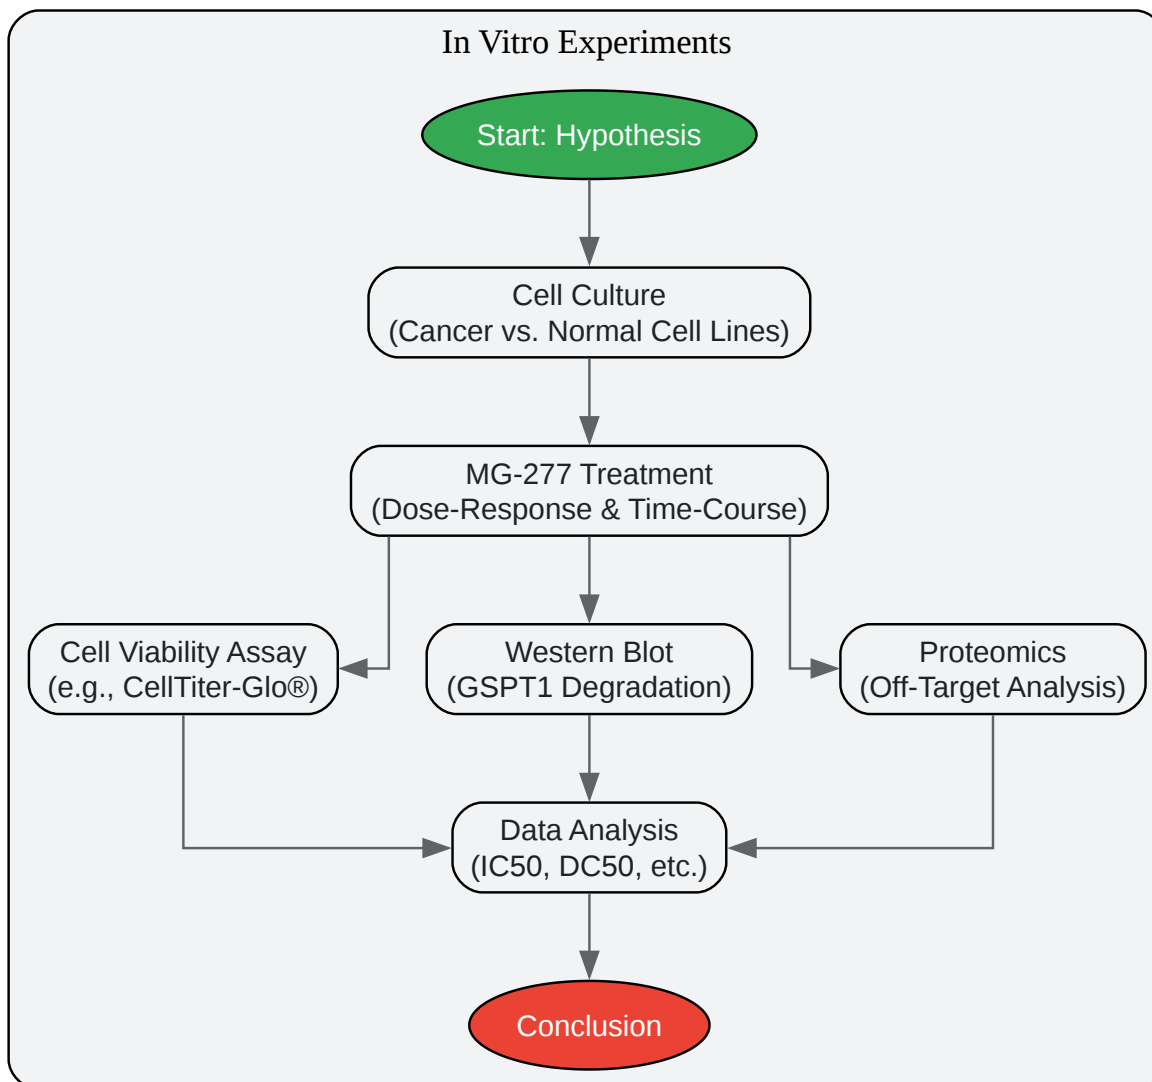 In Vitro Experiments
Start: Hypothesis
Cell Culture
(Cancer vs. Normal Cell Lines)
MG-277 Treatment
(Dose-Response & Time-Course)
Cell Viability Assay
(e.g., CellTiter-Glo®)
Western Blot
(GSPT1 Degradation)
Proteomics
(Off-Target Analysis)
Data Analysis
(IC50, DC50, etc.)
Conclusion